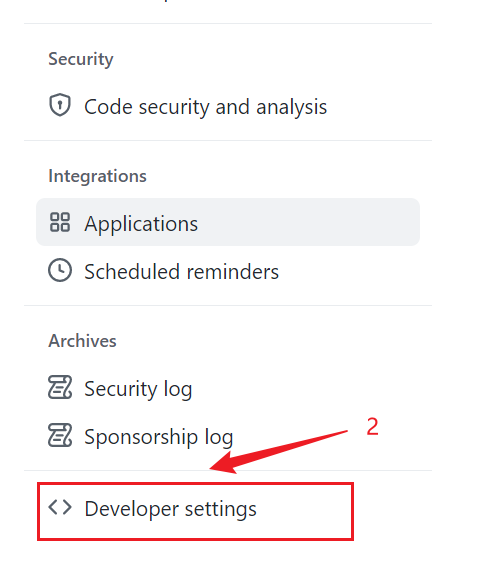 Security
Code security and analysis
Integrations
Applications
Scheduled reminders
Archives
Security log
Sponsorship log
2
Developer settings